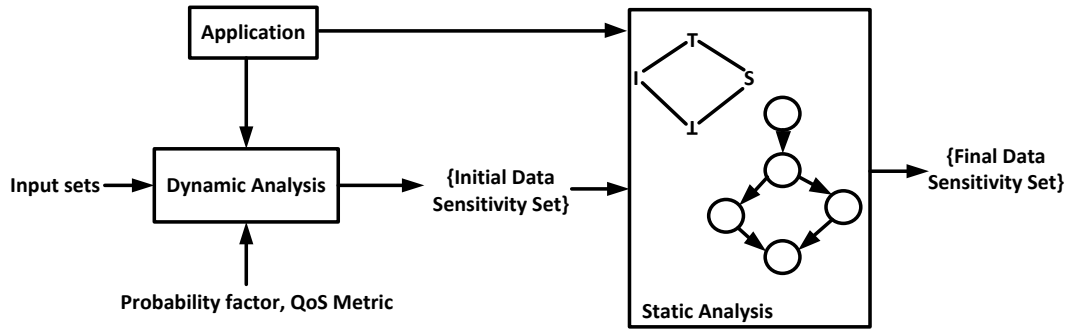 Application
T
I
S
⊥
Input sets
Dynamic Analysis
{Initial Data
Sensitivity Set}
{Final Data
Sensitivity Set}
Probability factor, QoS Metric
Static Analysis